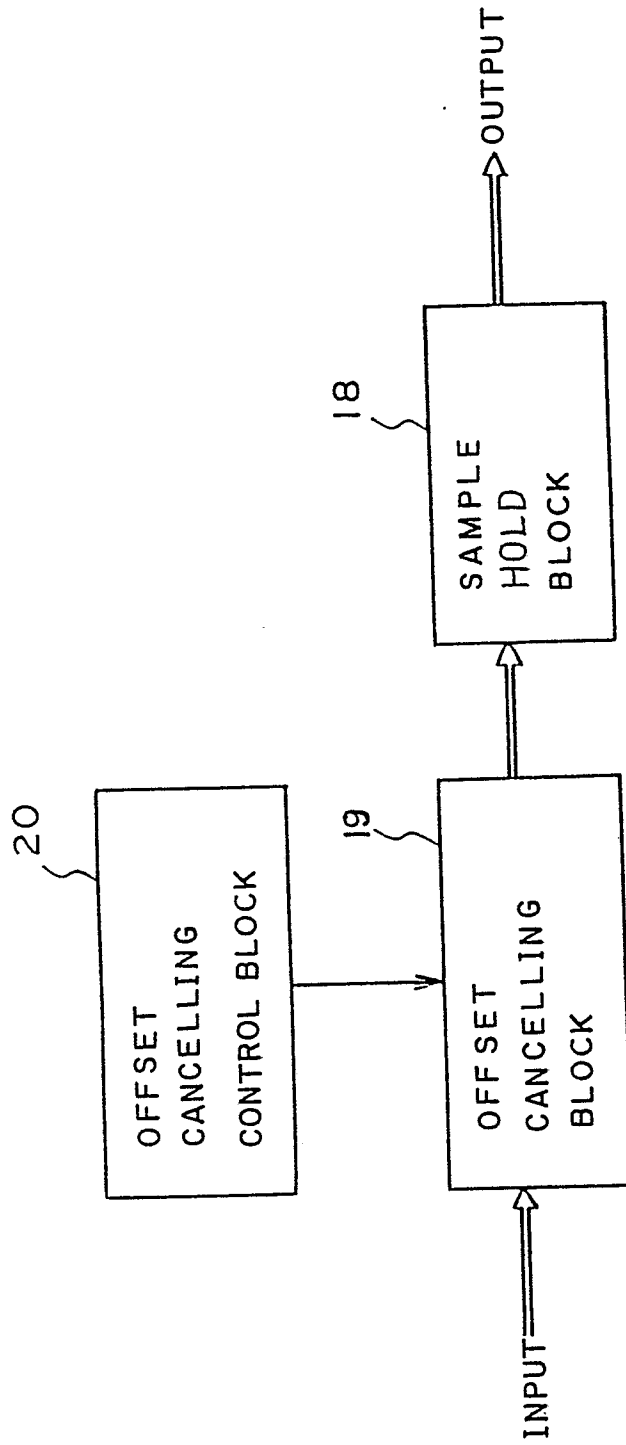 20
OFFSET
CANCELLING
CONTROL BLOCK
INPUT
19
OFFSET
CANCELLING
BLOCK
18
SAMPLE
HOLD
BLOCK
OUTPUT